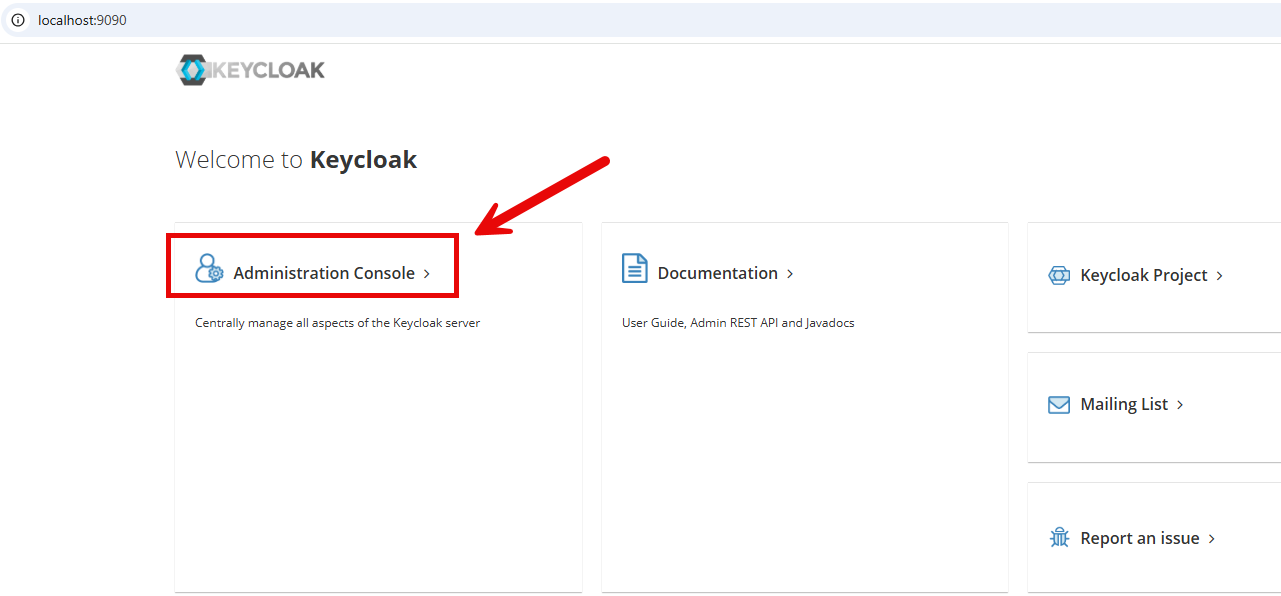 localhost:9090
KEYCLOAK
Welcome to Keycloak
Administration Console
Centrally manage all aspects of the Keycloak server
Documentation
User Guide, Admin REST API and Javadocs
Keycloak Project
Mailing List
Report an issue